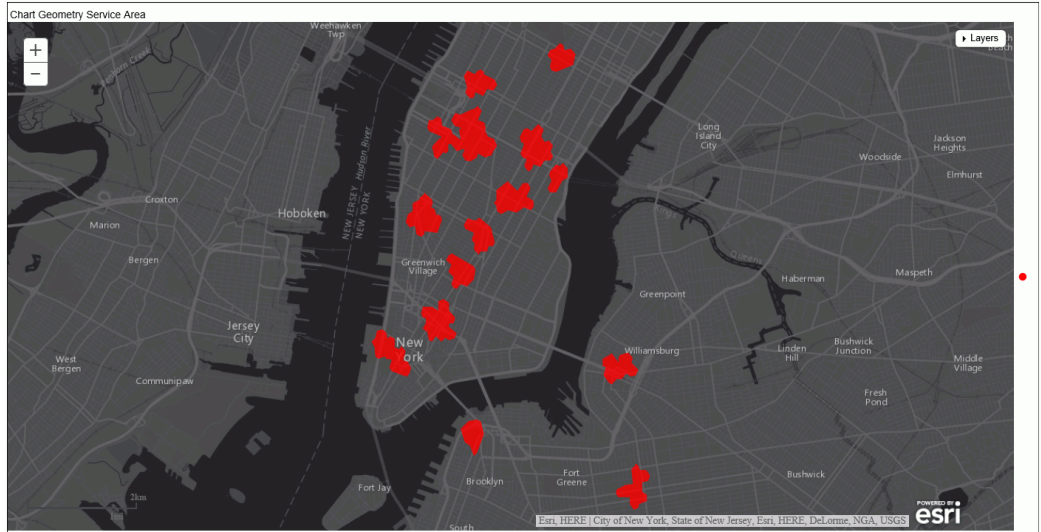 Chart Geometry Service Area
Weehawken
Twp
+
Layers
−
Penhorn Creek
Long
Island
City
Jackson
Heights
Woodside
Elmhurst
NEW JERSEY
NEW YORK
Hudson River
Croxton
Hoboken
Marion
Bergen
Greenwich
Village
Queens
Maspeth
Haberman
Greenpoint
Jersey
City
New
York
Williamsburg
Linden
Hill
Bushwick
Junction
Middle
Village
West
Bergen
Communipaw
Fresh
Pond
Fort Jay
Brooklyn
Fort
Greene
Bushwick
2km
South
Esri, HERE | City of New York, State of New Jersey, Esri, HERE, DeLorme, NGA, USGS
POWERED BY
esri